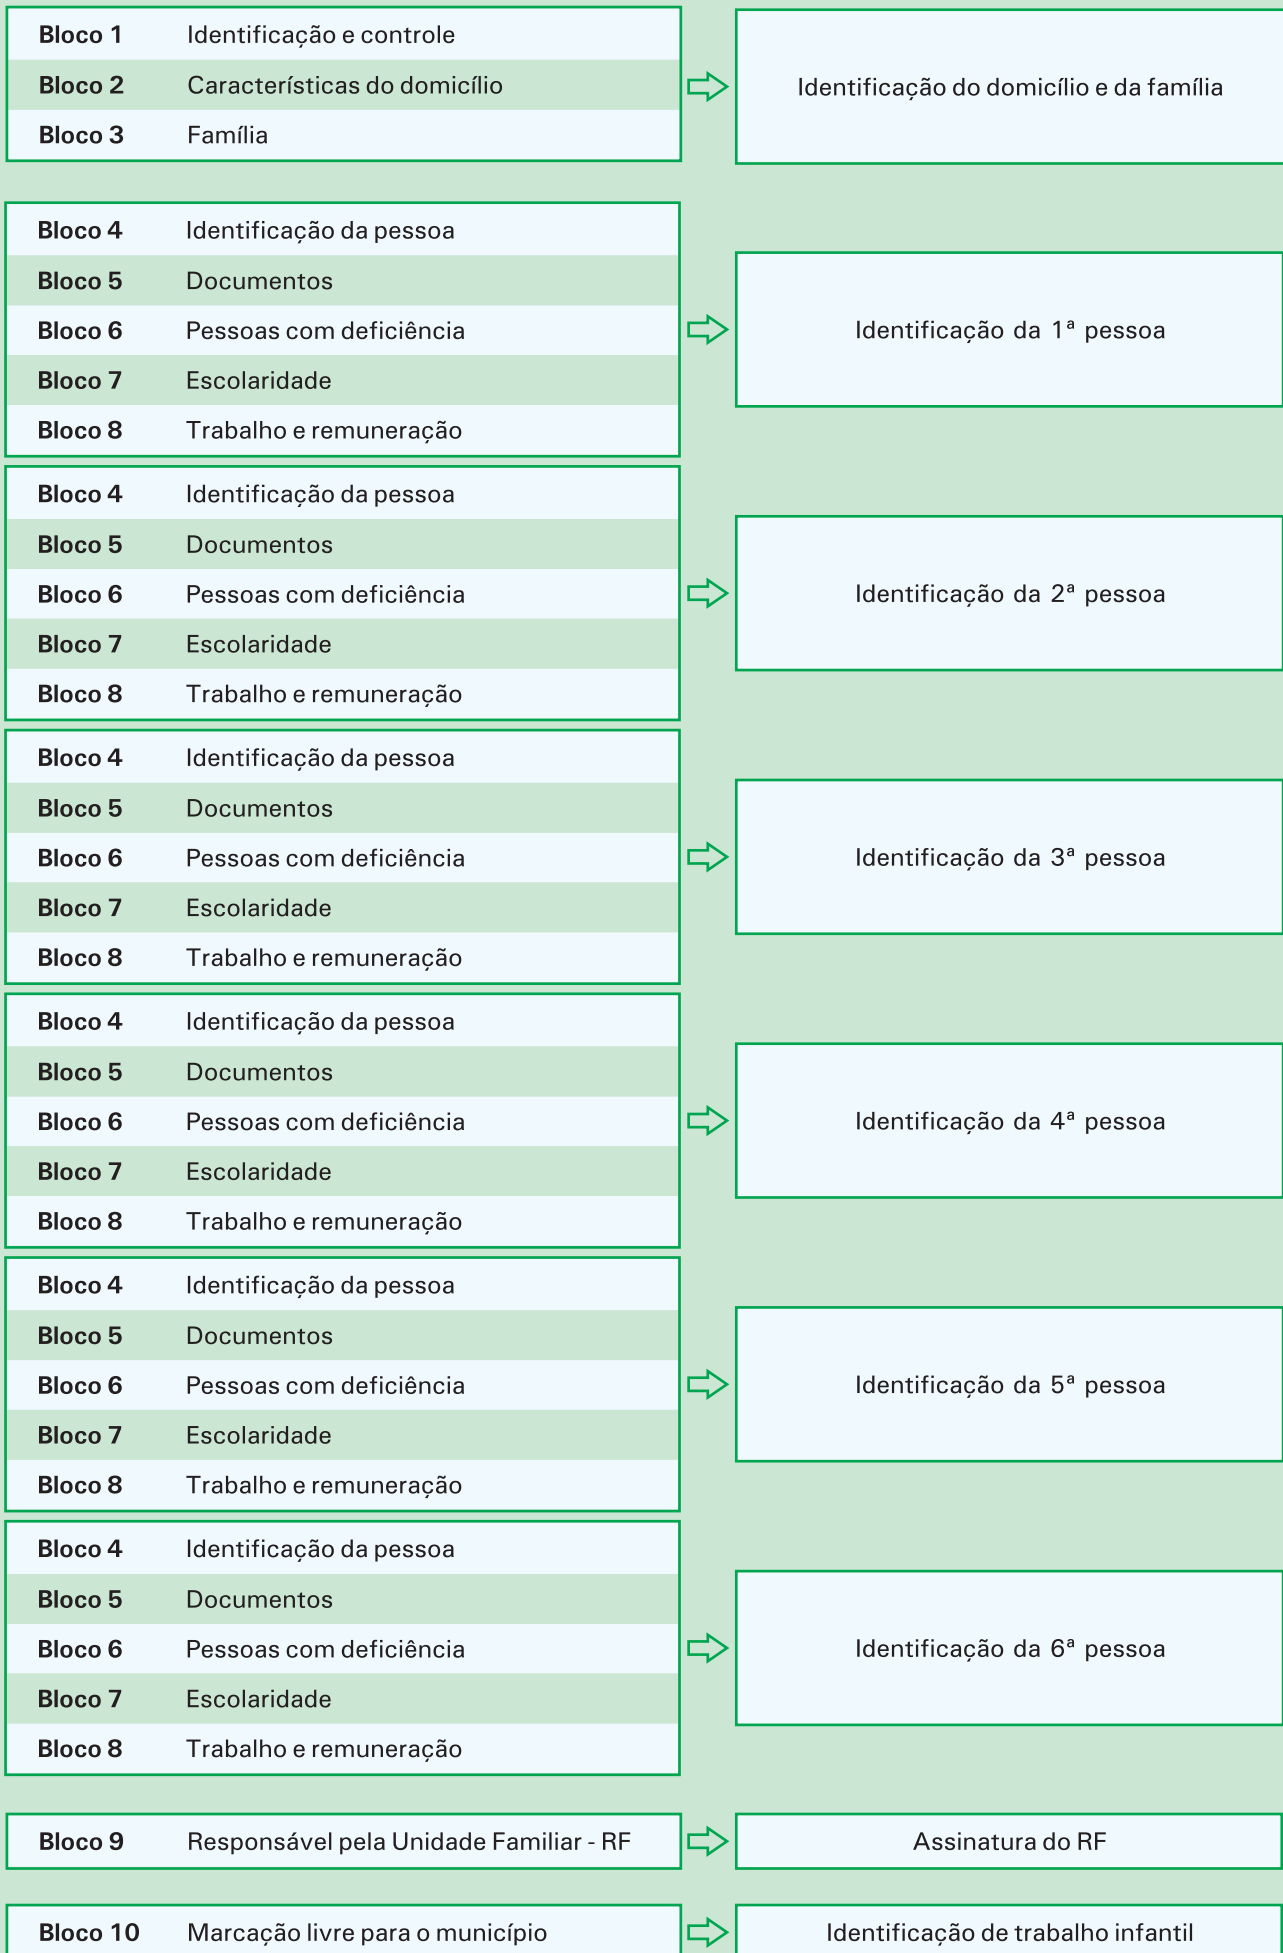 Bloco 1 Identificação e controle
Bloco 2 Características do domicílio
Bloco 3 Família
Identificação do domicílio e da família
Bloco 4 Identificação da pessoa
Bloco 5 Documentos
Bloco 6 Pessoas com deficiência
Bloco 7 Escolaridade
Bloco 8 Trabalho e remuneração
Identificação da 1ª pessoa
Bloco 4 Identificação da pessoa
Bloco 5 Documentos
Bloco 6 Pessoas com deficiência
Bloco 7 Escolaridade
Bloco 8 Trabalho e remuneração
Identificação da 2ª pessoa
Bloco 4 Identificação da pessoa
Bloco 5 Documentos
Bloco 6 Pessoas com deficiência
Bloco 7 Escolaridade
Bloco 8 Trabalho e remuneração
Identificação da 3ª pessoa
Bloco 4 Identificação da pessoa
Bloco 5 Documentos
Bloco 6 Pessoas com deficiência
Bloco 7 Escolaridade
Bloco 8 Trabalho e remuneração
Identificação da 4ª pessoa
Bloco 4 Identificação da pessoa
Bloco 5 Documentos
Bloco 6 Pessoas com deficiência
Bloco 7 Escolaridade
Bloco 8 Trabalho e remuneração
Identificação da 5ª pessoa
Bloco 4 Identificação da pessoa
Bloco 5 Documentos
Bloco 6 Pessoas com deficiência
Bloco 7 Escolaridade
Bloco 8 Trabalho e remuneração
Identificação da 6ª pessoa
Bloco 9 Responsável pela Unidade Familiar - RF
Assinatura do RF
Bloco 10 Marcação livre para o município
Identificação de trabalho infantil